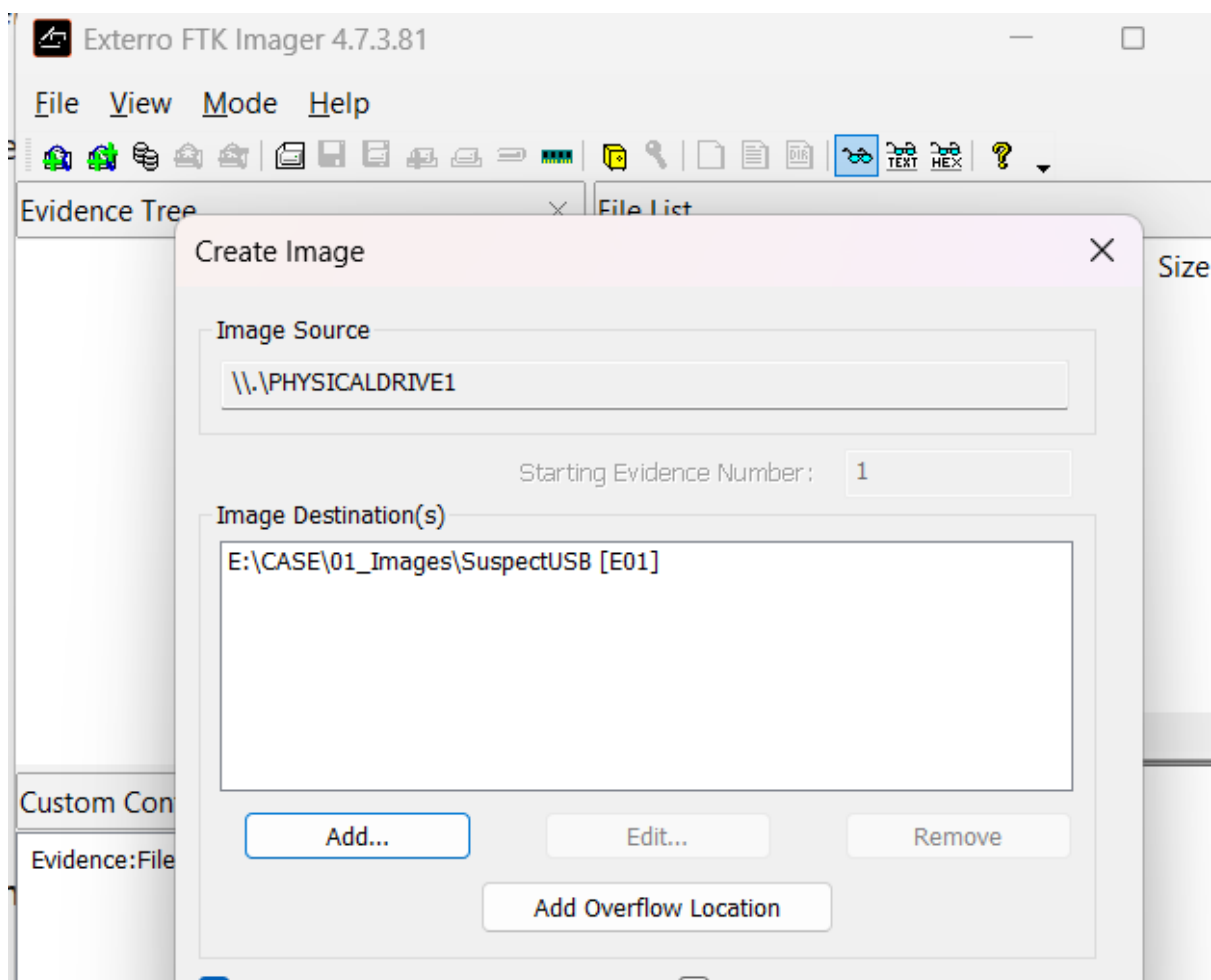 Exterro FTK Imager 4.7.3.81
File View Mode Help
TEXT HEX
Evidence Tree File List
Create Image
Size
Image Source
\\.\PHYSICALDRIVE1
Starting Evidence Number: 1
Image Destination(s)
E:\CASE\01_Images\SuspectUSB [E01]
Custom Con
Add... Edit... Remove
Evidence:File
Add Overflow Location